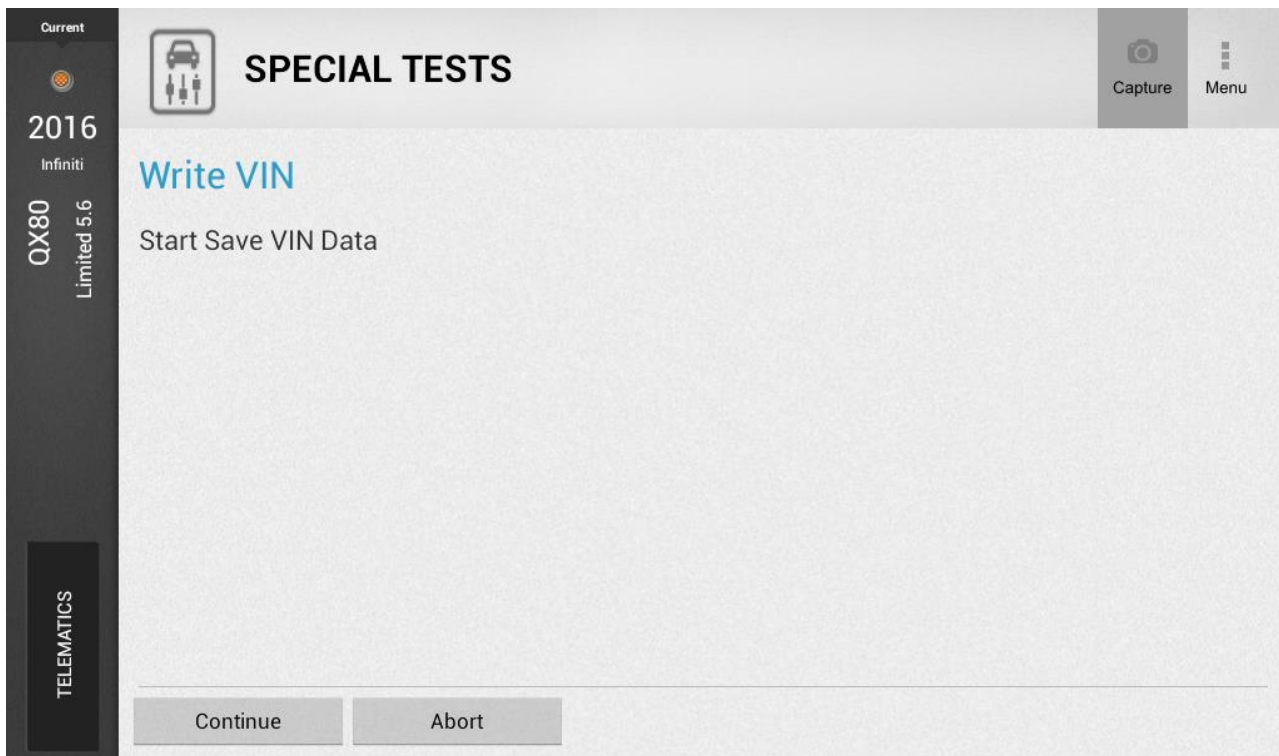 Current
2016
Infiniti
QX80
Limited 5.6
TELEMATICS
SPECIAL TESTS
Capture
Menu
Write VIN
Start Save VIN Data
Continue
Abort